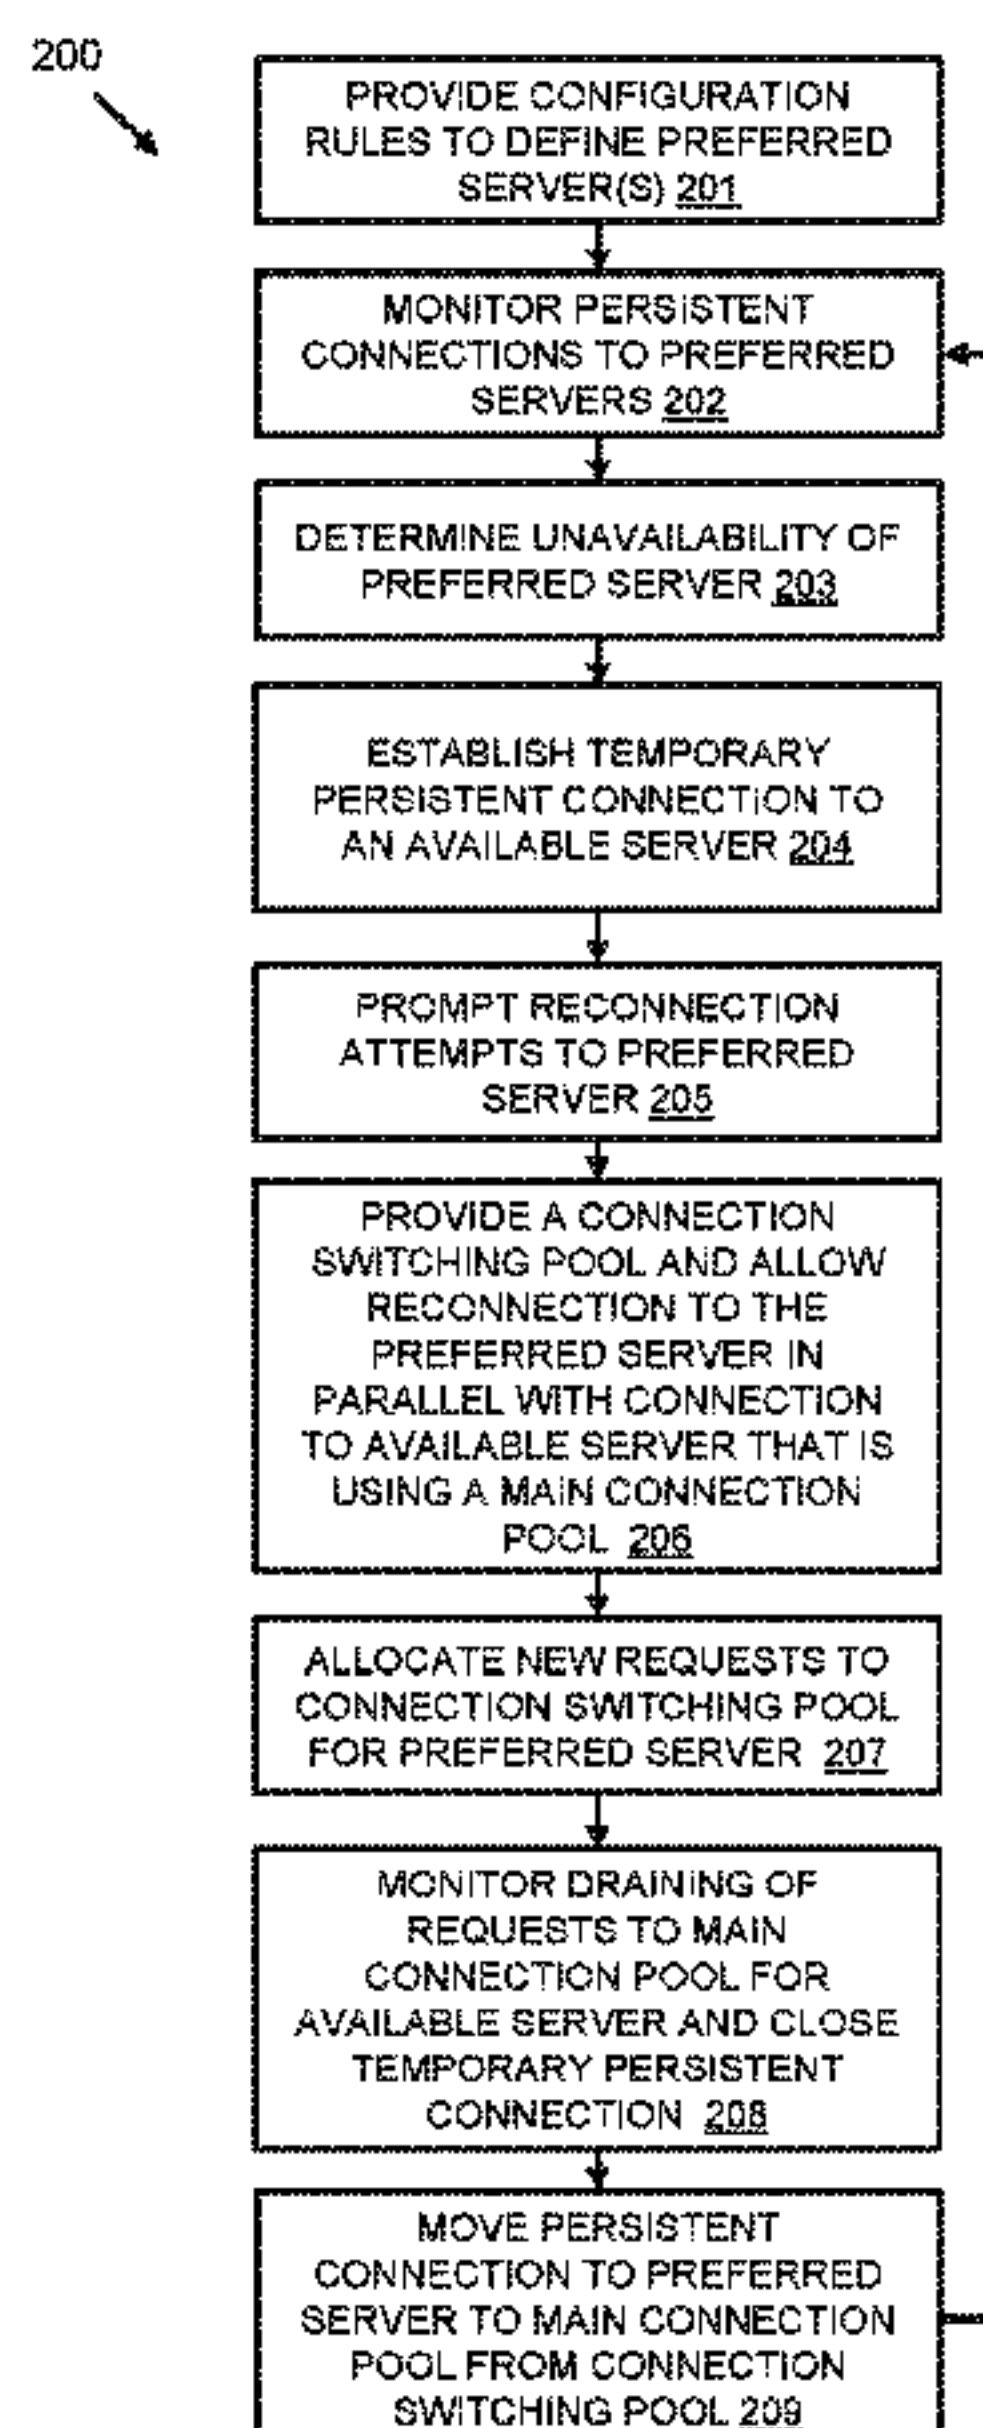 200
PROVIDE CONFIGURATION
RULES TO DEFINE PREFERRED
SERVER(S) 201
MONITOR PERSISTENT
CONNECTIONS TO PREFERRED
SERVERS 202
DETERMINE UNAVAILABILITY OF
PREFERRED SERVER 203
ESTABLISH TEMPORARY
PERSISTENT CONNECTION TO
AN AVAILABLE SERVER 204
PROMPT RECONNECTION
ATTEMPTS TO PREFERRED
SERVER 205
PROVIDE A CONNECTION
SWITCHING POOL AND ALLOW
RECONNECTION TO THE
PREFERRED SERVER IN
PARALLEL WITH CONNECTION
TO AVAILABLE SERVER THAT IS
USING A MAIN CONNECTION
POOL 206
ALLOCATE NEW REQUESTS TO
CONNECTION SWITCHING POOL
FOR PREFERRED SERVER 207
MONITOR DRAINING OF
REQUESTS TO MAIN
CONNECTION POOL FOR
AVAILABLE SERVER AND CLOSE
TEMPORARY PERSISTENT
CONNECTION 208
MOVE PERSISTENT
CONNECTION TO PREFERRED
SERVER TO MAIN CONNECTION
POOL FROM CONNECTION
SWITCHING POOL 209